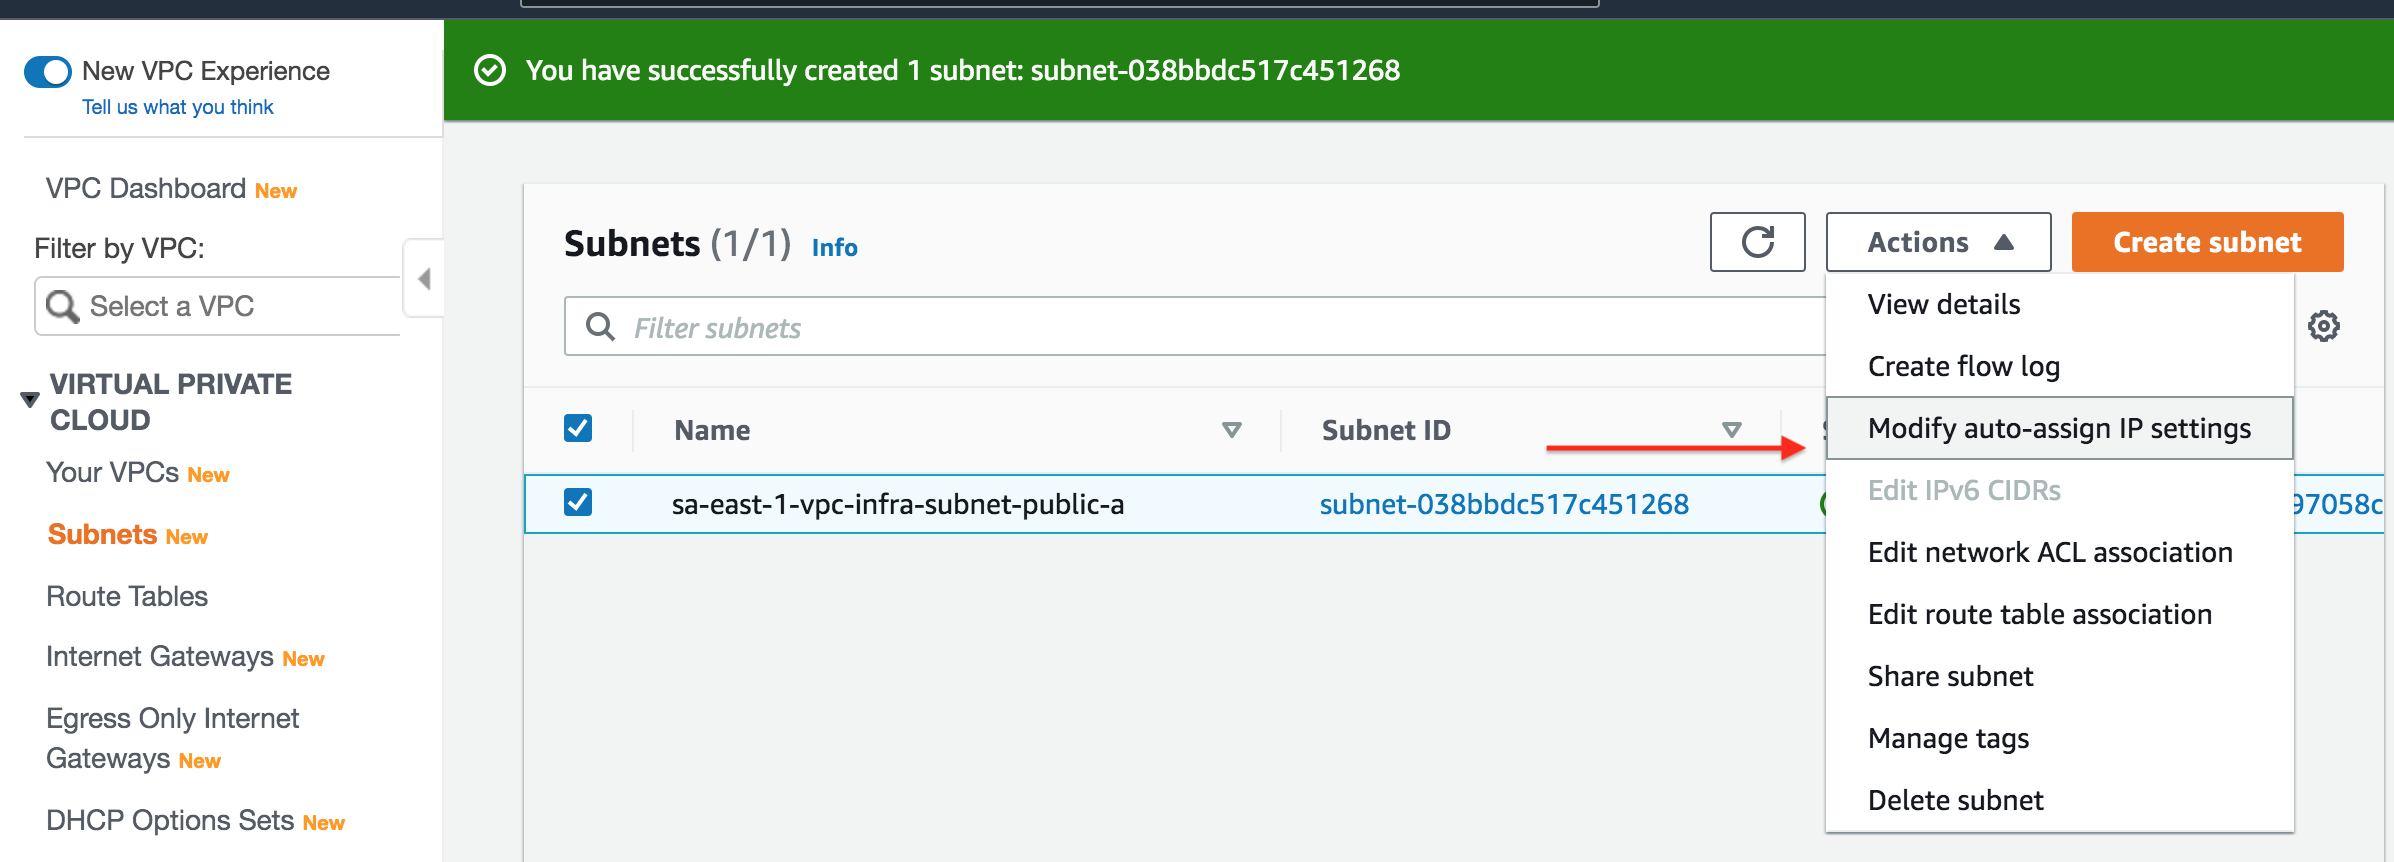 New VPC Experience
Tell us what you think
You have successfully created 1 subnet: subnet-038bbdc517c451268
VPC Dashboard New
Filter by VPC:
Select a VPC
VIRTUAL PRIVATE
CLOUD
Your VPCs New
Subnets New
Route Tables
Internet Gateways New
Egress Only Internet
Gateways New
DHCP Options Sets New
Subnets (1/1) Info
Actions
Create subnet
Filter subnets
Name
Subnet ID
sa-east-1-vpc-infra-subnet-public-a
subnet-038bbdc517c451268
97058c
View details
Create flow log
Modify auto-assign IP settings
Edit IPv6 CIDRs
Edit network ACL association
Edit route table association
Share subnet
Manage tags
Delete subnet